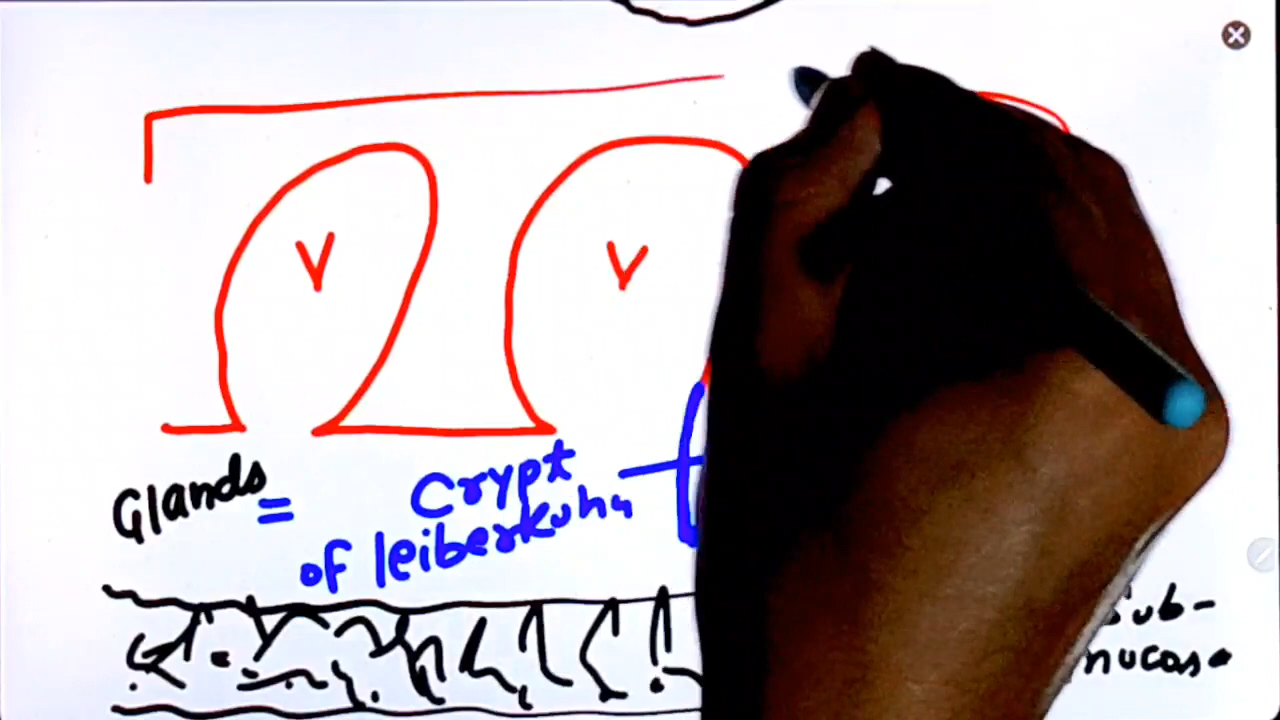 V V
Glands = Crypt
of leiberkuhn
Sub-
mucosa